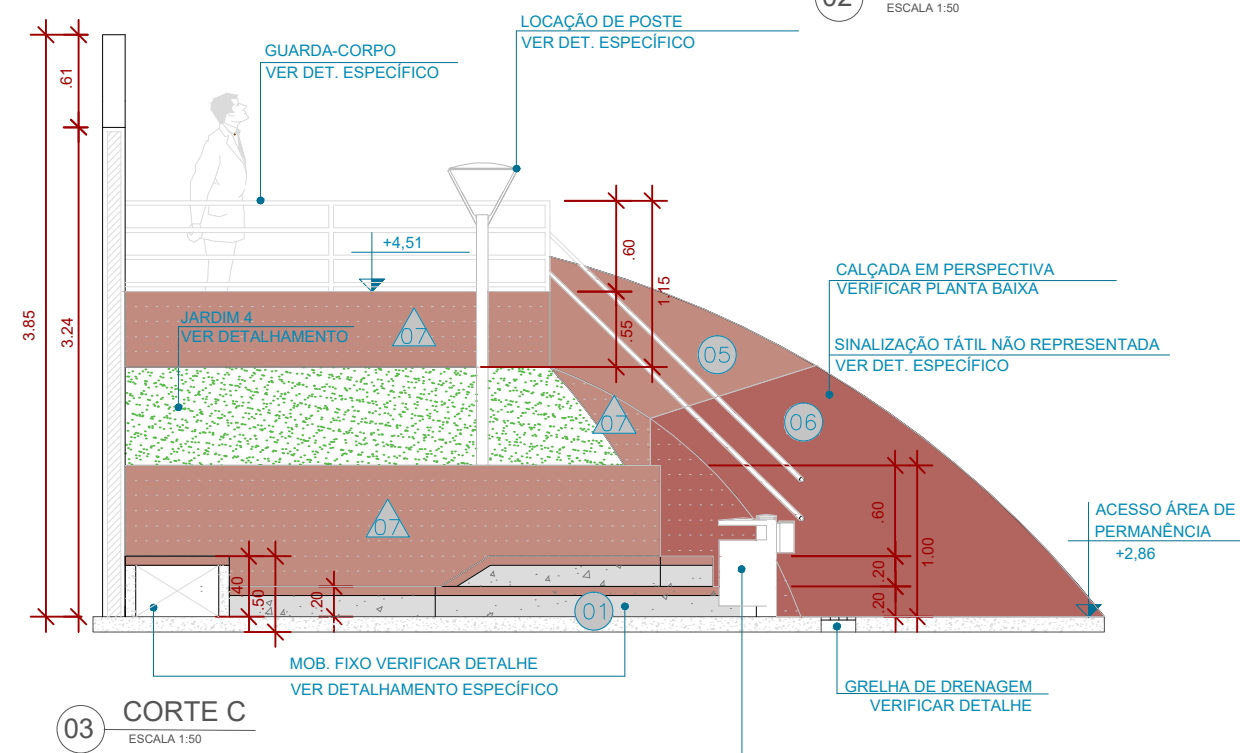 02
ESCALA 1:50
LOCAÇÃO DE POSTE
VER DET. ESPECÍFICO
GUARDA-CORPO
VER DET. ESPECÍFICO
.61
3.85
3.24
+4,51
.60
1.15
.55
CALÇADA EM PERSPECTIVA
VERIFICAR PLANTA BAIXA
JARDIM 4
VER DETALHAMENTO
07
05
SINALIZAÇÃO TÁTIL NÃO REPRESENTADA
VER DET. ESPECÍFICO
07
06
07
.60
1.00
.20
.20
ACESSO ÁREA DE
PERMANÊNCIA
+2,86
.40
.50
.20
01
MOB. FIXO VERIFICAR DETALHE
VER DETALHAMENTO ESPECÍFICO
GRELHA DE DRENAGEM
VERIFICAR DETALHE
03
CORTE C
ESCALA 1:50